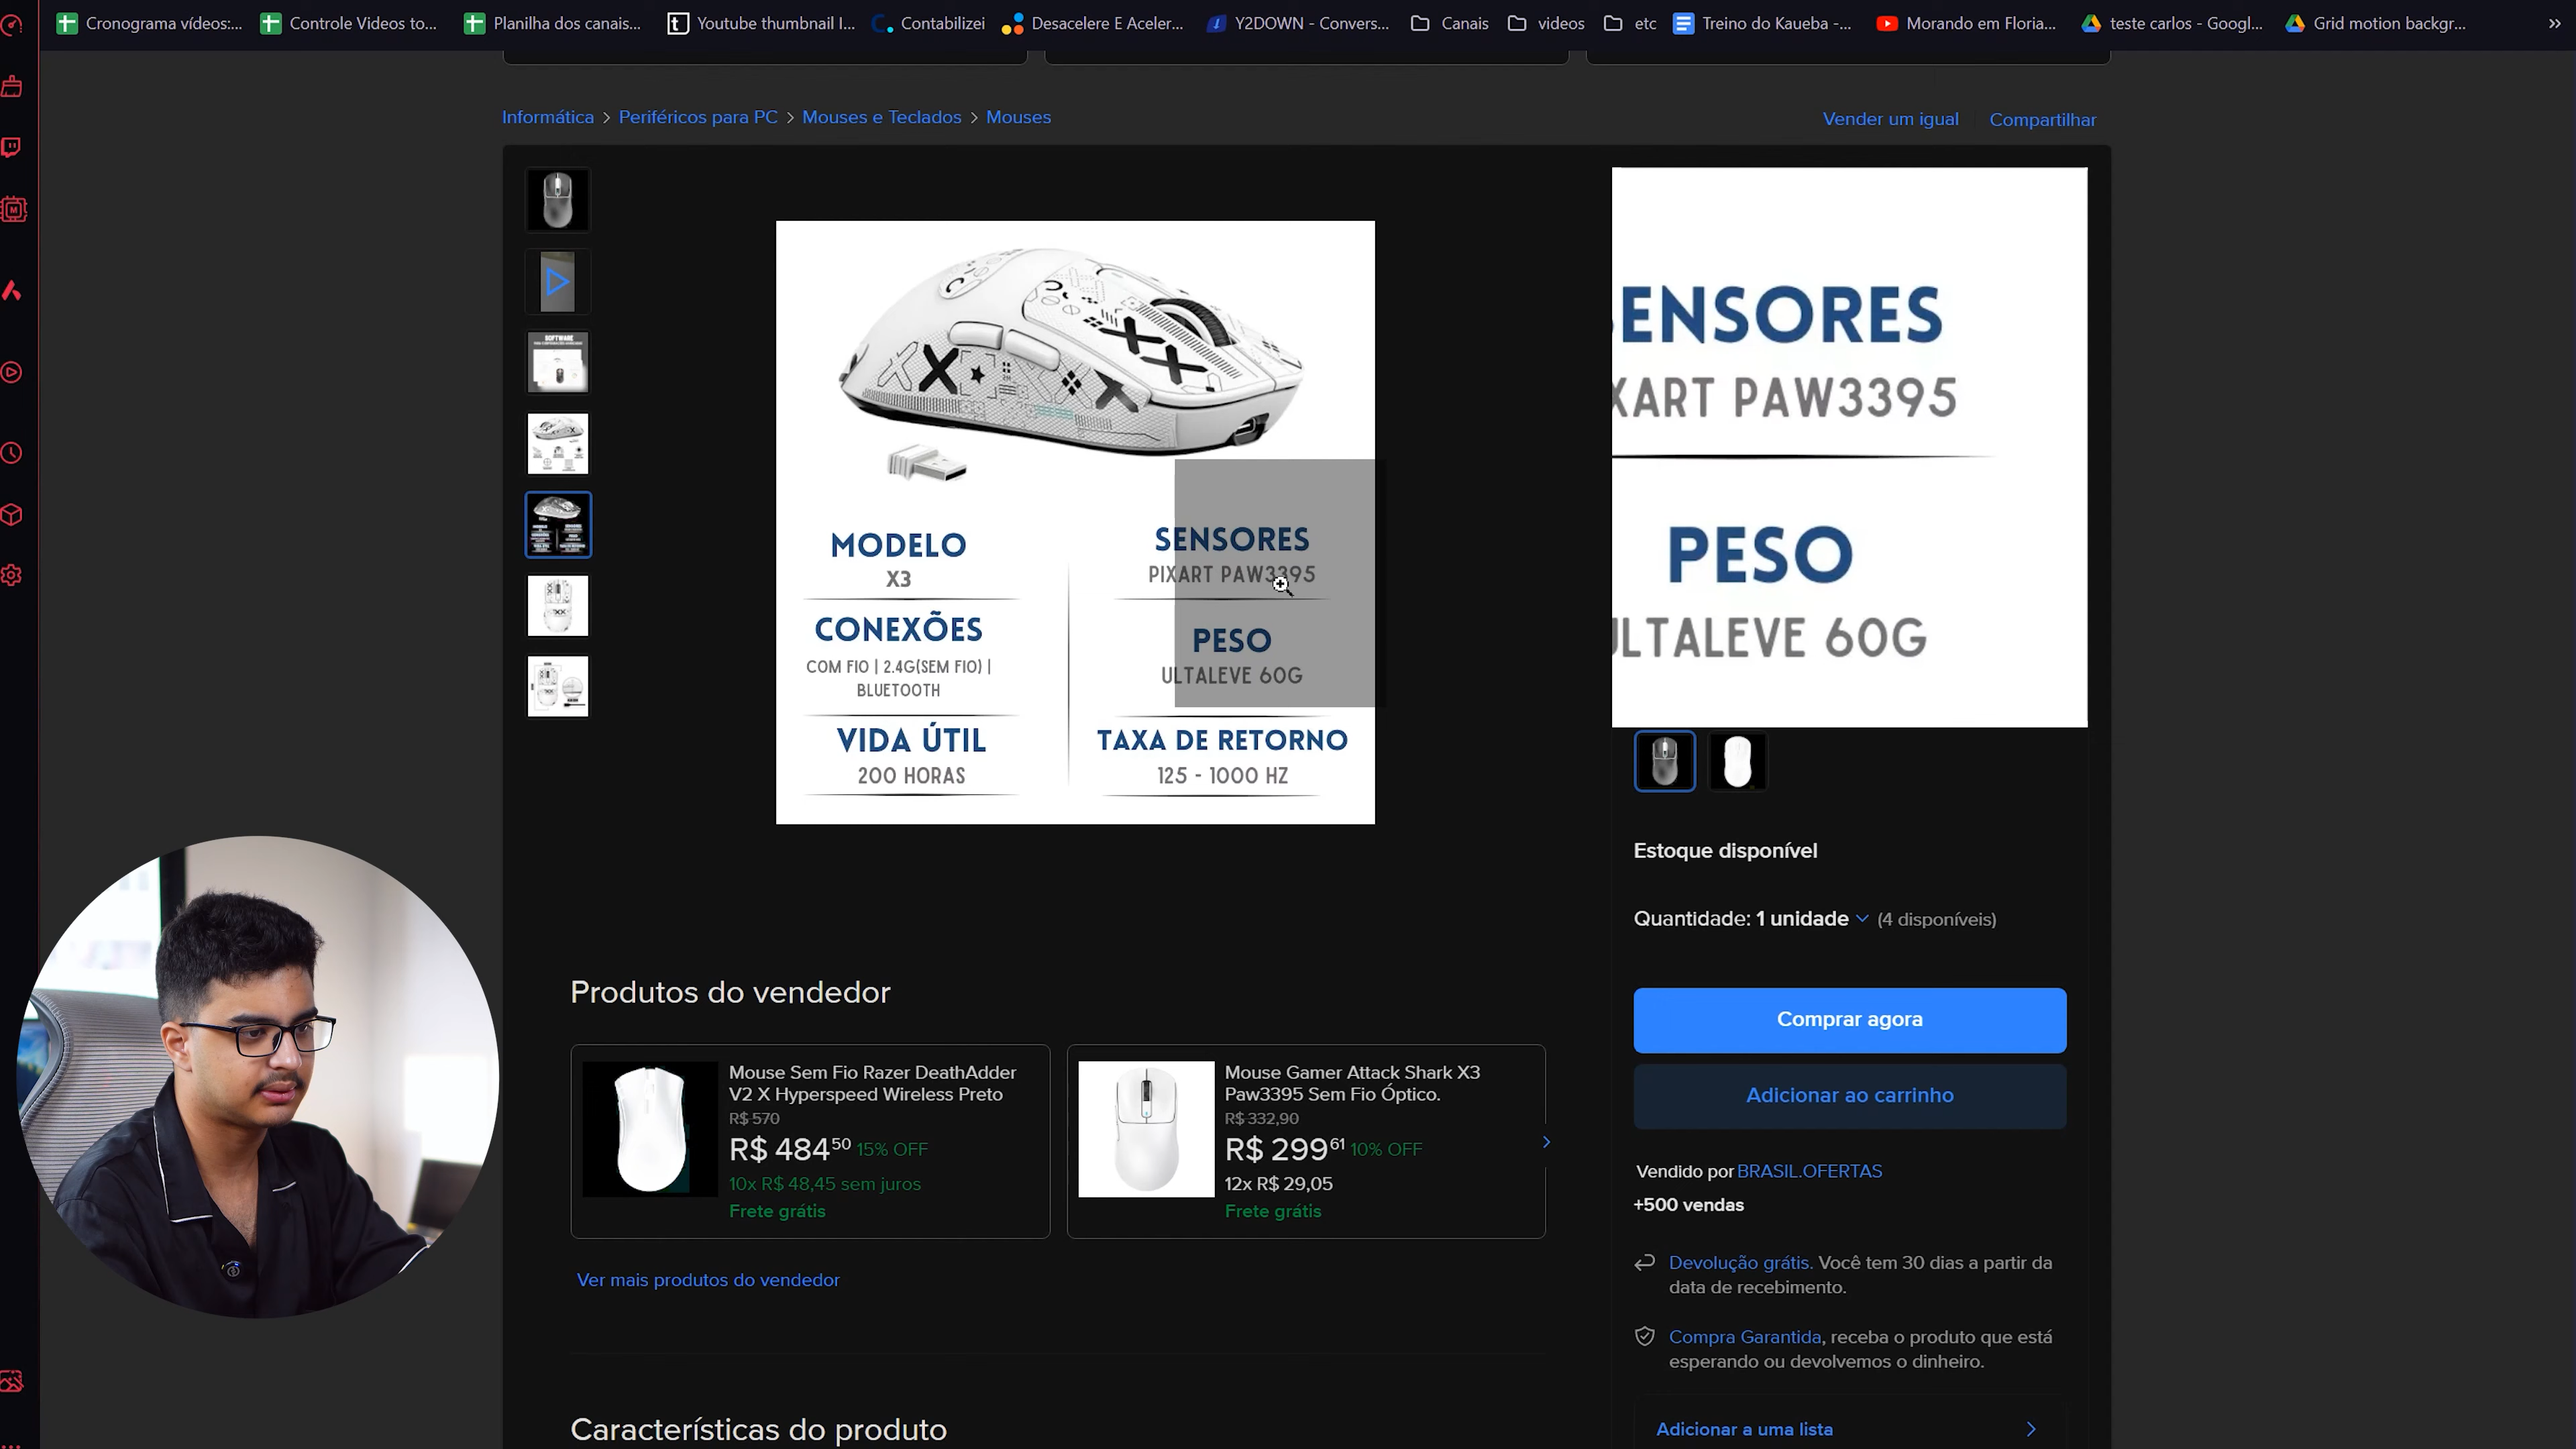 Cronograma vídeos:...
Controle Videos to...
Planilha dos canais...
Youtube thumbnail I...
Contabilizei
Desacelere E Aceler...
Y2DOWN - Convers...
Canais
videos
etc
Treino do Kaueba -...
Morando em Floria...
teste carlos - Googl...
Grid motion backgr...
Informática > Periféricos para PC > Mouses e Teclados > Mouses
Vender um igual
Compartilhar
MODELO
X3
CONEXÕES
COM FIO | 2.4G(SEM FIO) |
BLUETOOTH
VIDA ÚTIL
200 HORAS
SENSORES
PIXART PAW3395
PESO
ULTALEVE 60G
TAXA DE RETORNO
125 - 1000 HZ
ENSORES
XART PAW3395
PESO
ULTALEVE 60G
Estoque disponível
Quantidade: 1 unidade (4 disponíveis)
Comprar agora
Adicionar ao carrinho
Vendido por BRASIL.OFERTAS
+500 vendas
Devolução grátis. Você tem 30 dias a partir da
data de recebimento.
Compra Garantida, receba o produto que está
esperando ou devolvemos o dinheiro.
Adicionar a uma lista
SOFTWARE
Produtos do vendedor
Mouse Sem Fio Razer DeathAdder
V2 X Hyperspeed Wireless Preto
R$ 570
R$ 484 50 15% OFF
10x R$ 48,45 sem juros
Frete grátis
Mouse Gamer Attack Shark X3
Paw3395 Sem Fio Óptico.
R$ 332,90
R$ 299 61 10% OFF
12x R$ 29,05
Frete grátis
Ver mais produtos do vendedor
Características do produto